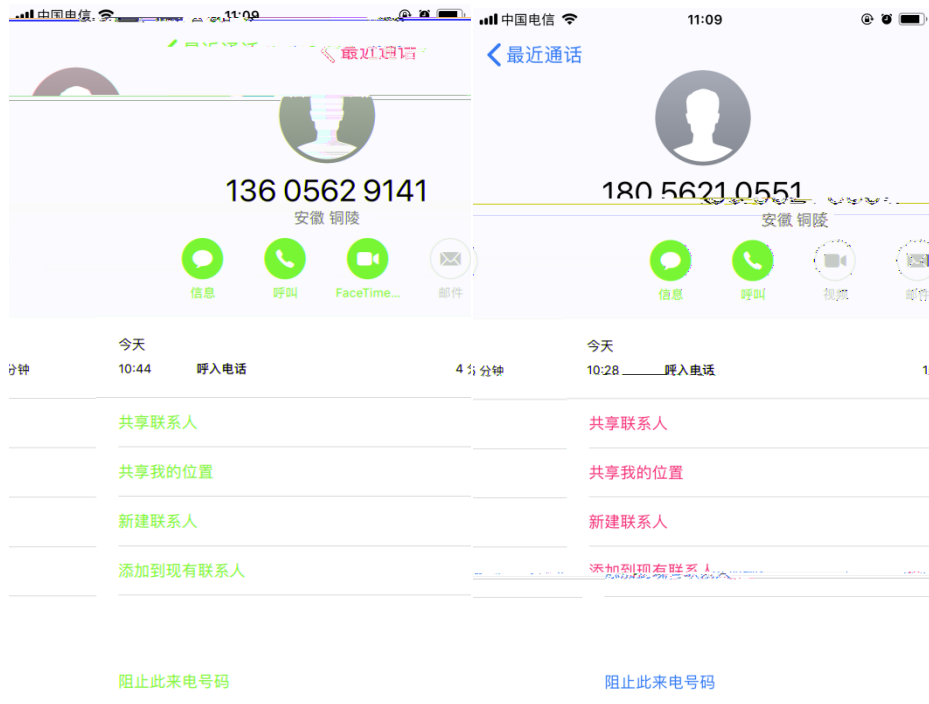 中国电信 11:09
最近通话
136 0562 9141
安徽 铜陵
信息 呼叫 FaceTime... 邮件
今天
分钟 10:44 呼入电话 4
共享联系人
共享我的位置
新建联系人
添加到现有联系人
阻止此来电号码
中国电信 11:09
最近通话
180 5621 0551
安徽 铜陵
信息 呼叫 视频 邮件
今天
分钟 10:28 呼入电话 1
共享联系人
共享我的位置
新建联系人
添加到现有联系人
阻止此来电号码